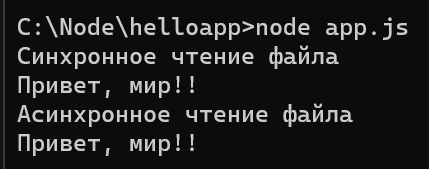 C:\Node\helloapp>node app.js
Синхронное чтение файла
Привет, мир!!
Асинхронное чтение файла
Привет, мир!!